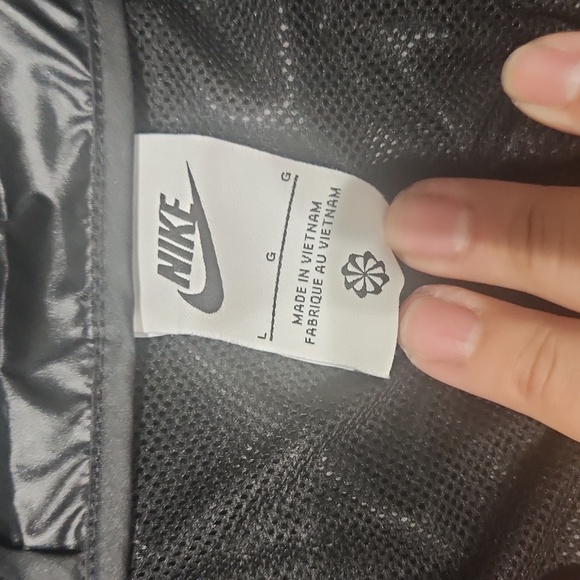 NIKE
L G G
MADE IN VIETNAM
FABRIQUE AU VIETNAM